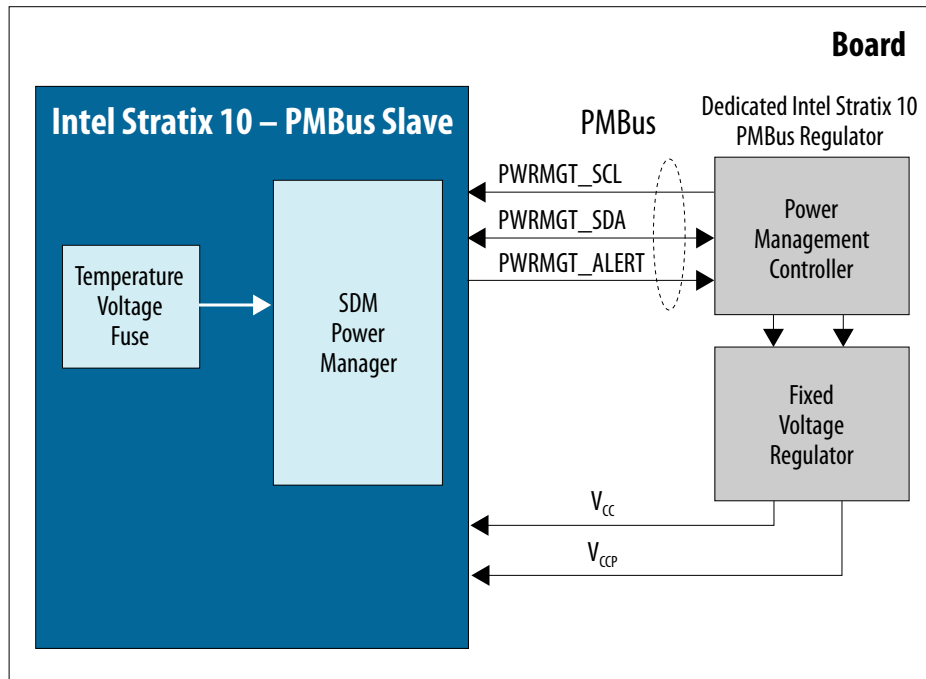 Board
Intel Stratix 10 – PMBus Slave
PMBus
Dedicated Intel Stratix 10
PMBus Regulator
PWRMGT_SCL
PWRMGT_SDA
PWRMGT_ALERT
Power
Management
Controller
Temperature
Voltage
Fuse
SDM
Power
Manager
Fixed
Voltage
Regulator
VCC
VCCP